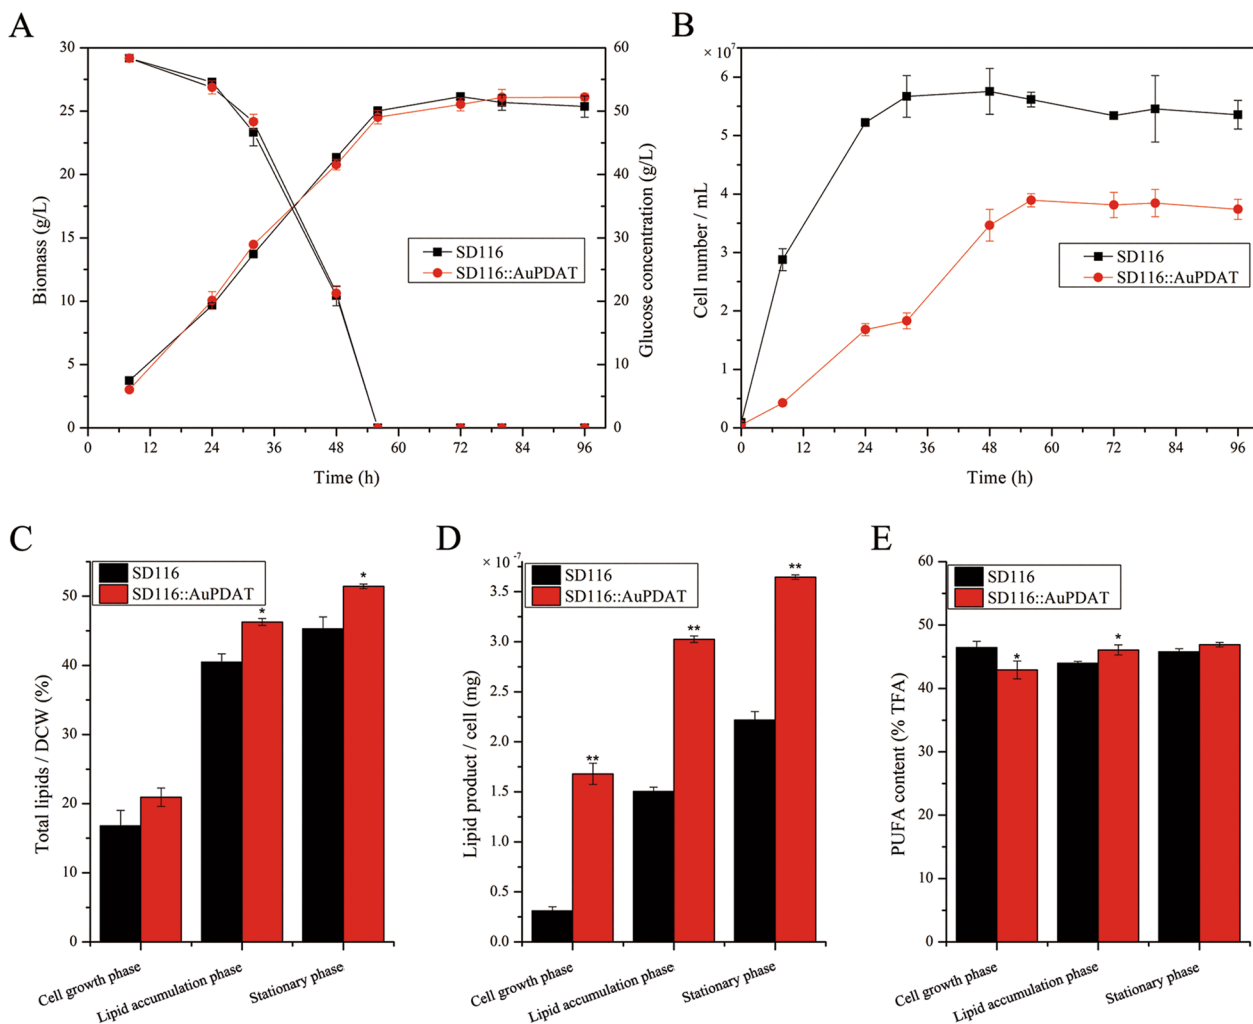 A
30
25
20
15
10
5
0
Biomass (g/L)
60
50
40
30
20
10
0
Glucose concentration (g/L)
SD116
SD116::AuPDAT
0 12 24 36 48 60 72 84 96
Time (h)
B
× 10⁷
6
5
4
3
2
1
0
Cell number / mL
SD116
SD116::AuPDAT
0 12 24 36 48 60 72 84 96
Time (h)
C
50
40
30
20
10
0
Total lipids / DCW (%)
SD116
SD116::AuPDAT
*
*
Cell growth phase
Lipid accumulation phase
Stationary phase
D
× 10⁻⁷
3.5
3.0
2.5
2.0
1.5
1.0
0.5
0.0
Lipid product / cell (mg)
SD116
SD116::AuPDAT
**
**
**
Cell growth phase
Lipid accumulation phase
Stationary phase
E
60
50
40
30
20
10
0
PUFA content (% TFA)
SD116
SD116::AuPDAT
*
*
Cell growth phase
Lipid accumulation phase
Stationary phase